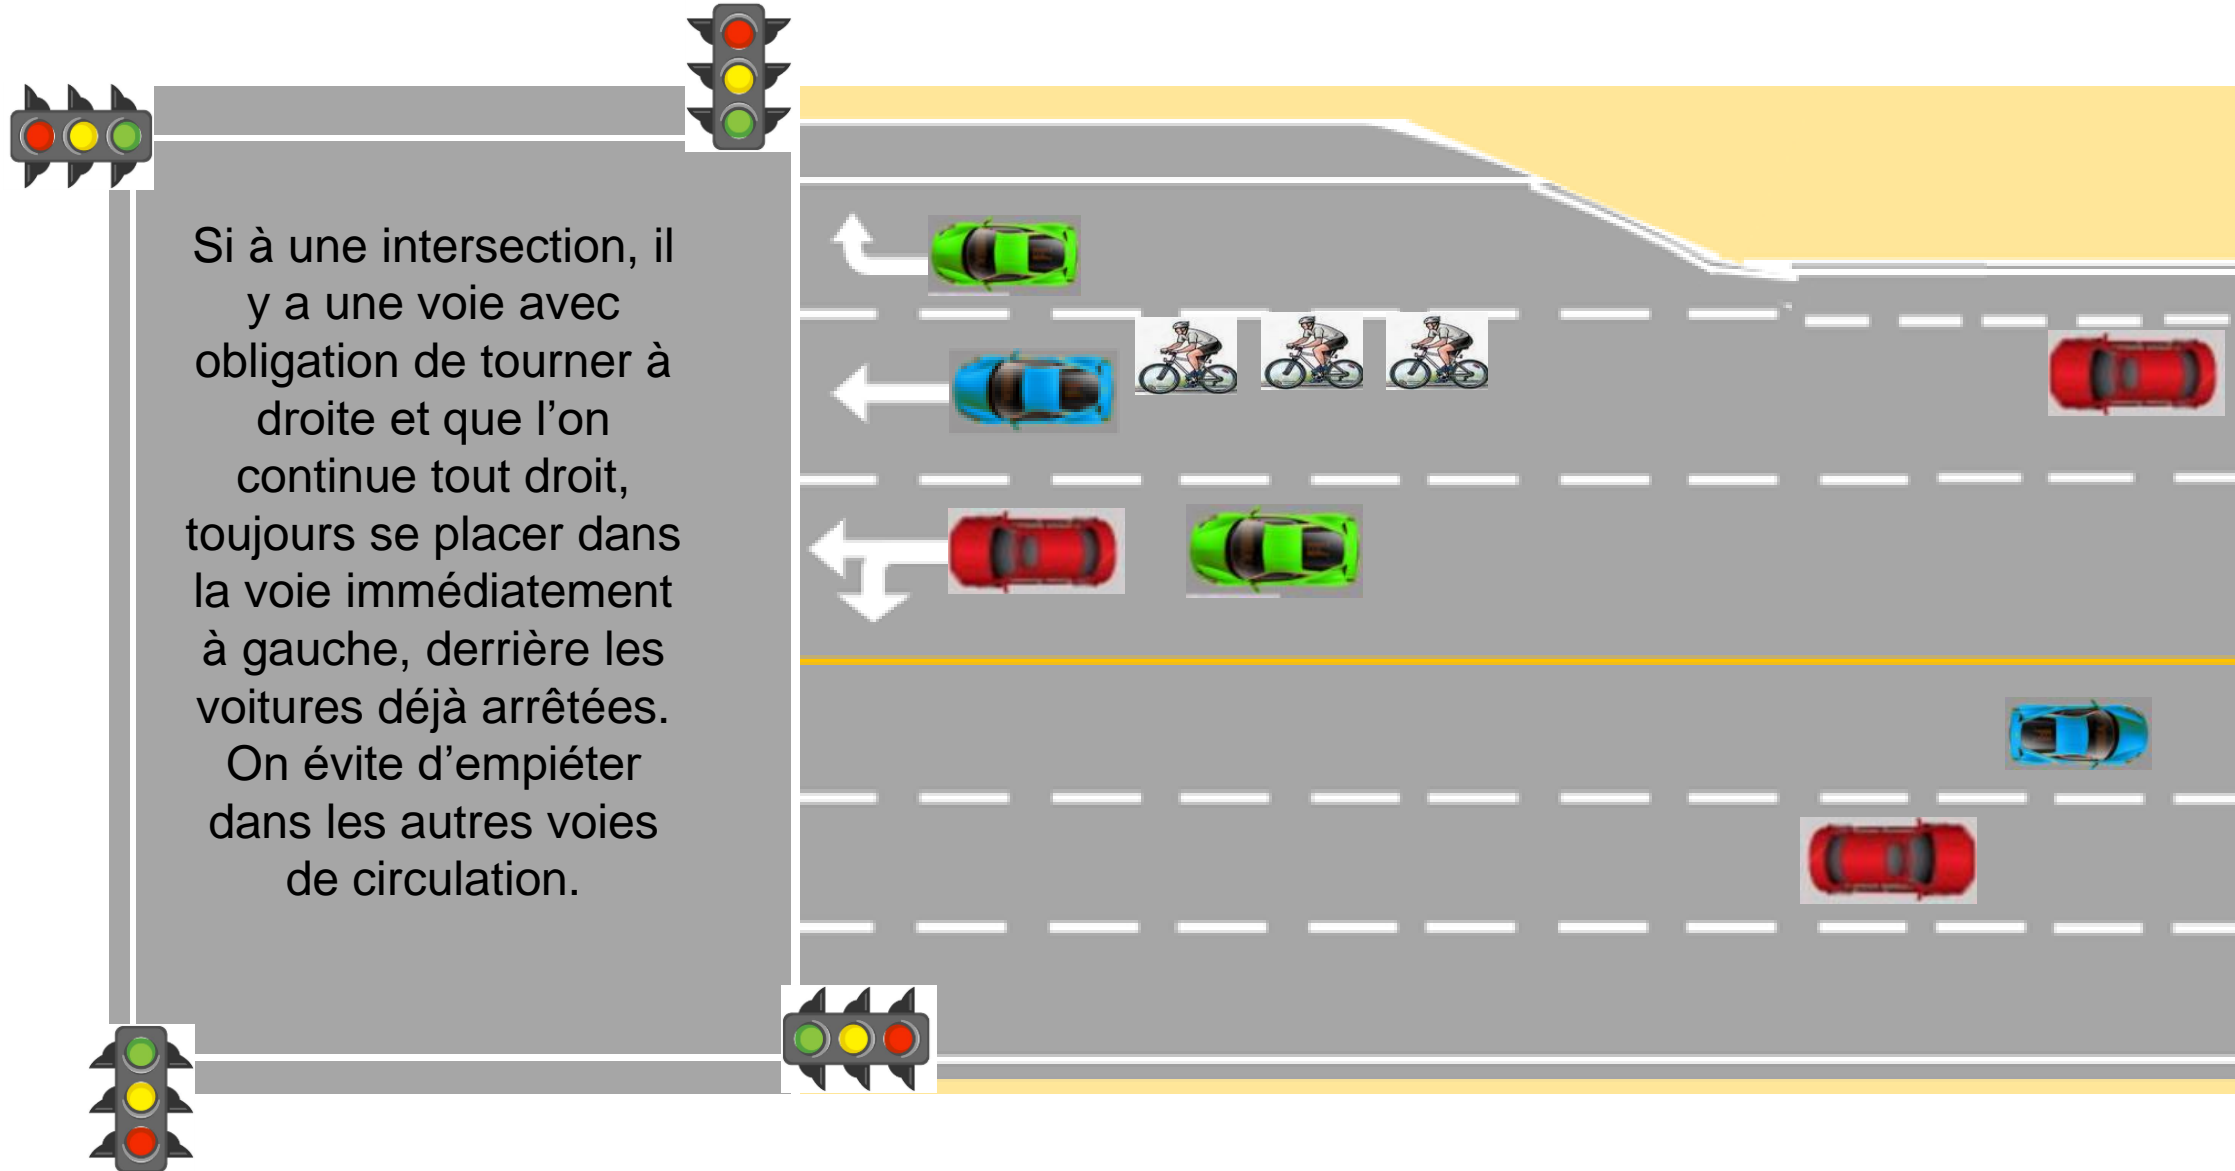 Si à une intersection, il
y a une voie avec
obligation de tourner à
droite et que l’on
continue tout droit,
toujours se placer dans
la voie immédiatement
à gauche, derrière les
voitures déjà arrêtées.
On évite d’empiéter
dans les autres voies
de circulation.